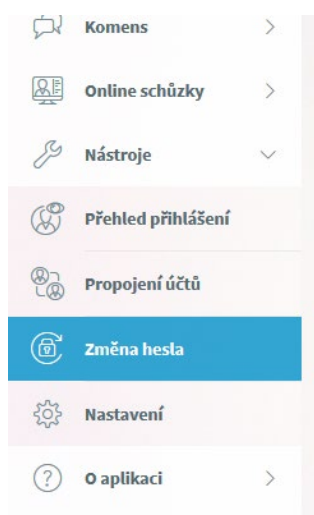 Komens
Online schůzky
Nástroje
Přehled přihlášení
Propojení účtů
Změna hesla
Nastavení
O aplikaci